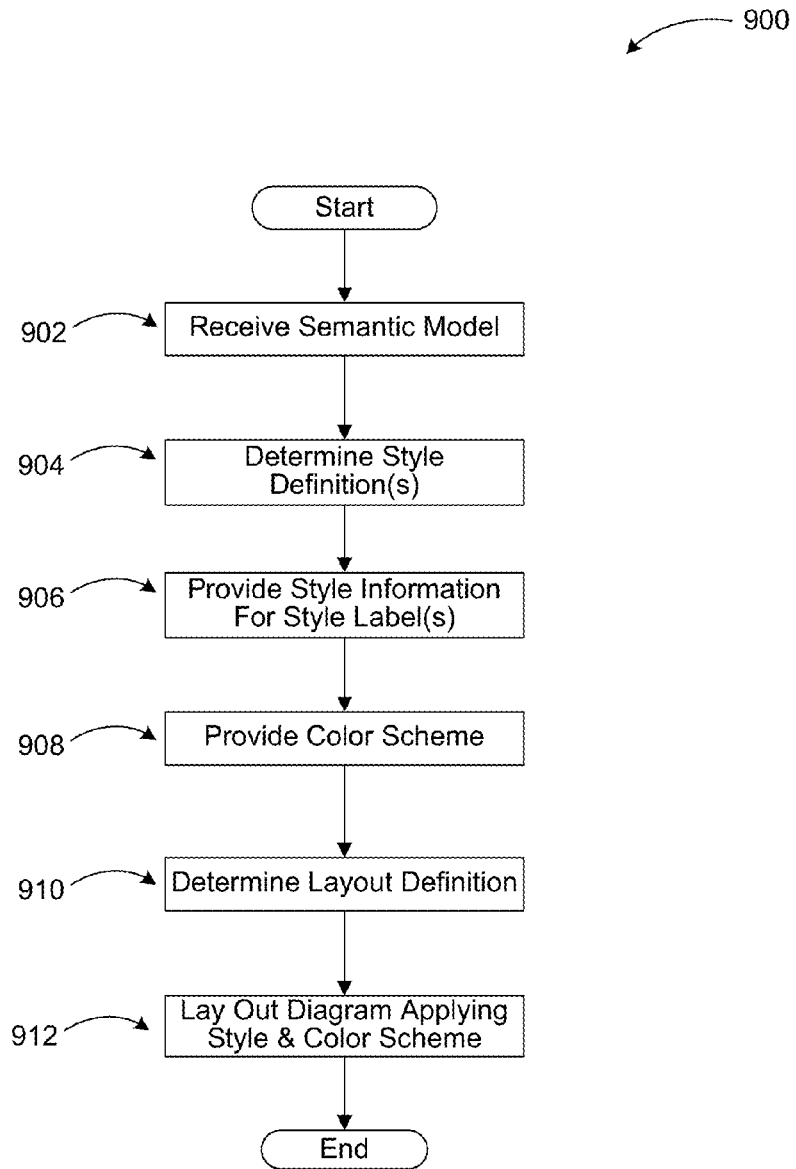 900
Start
902
Receive Semantic Model
904
Determine Style
Definition(s)
906
Provide Style Information
For Style Label(s)
908
Provide Color Scheme
910
Determine Layout Definition
912
Lay Out Diagram Applying
Style & Color Scheme
End